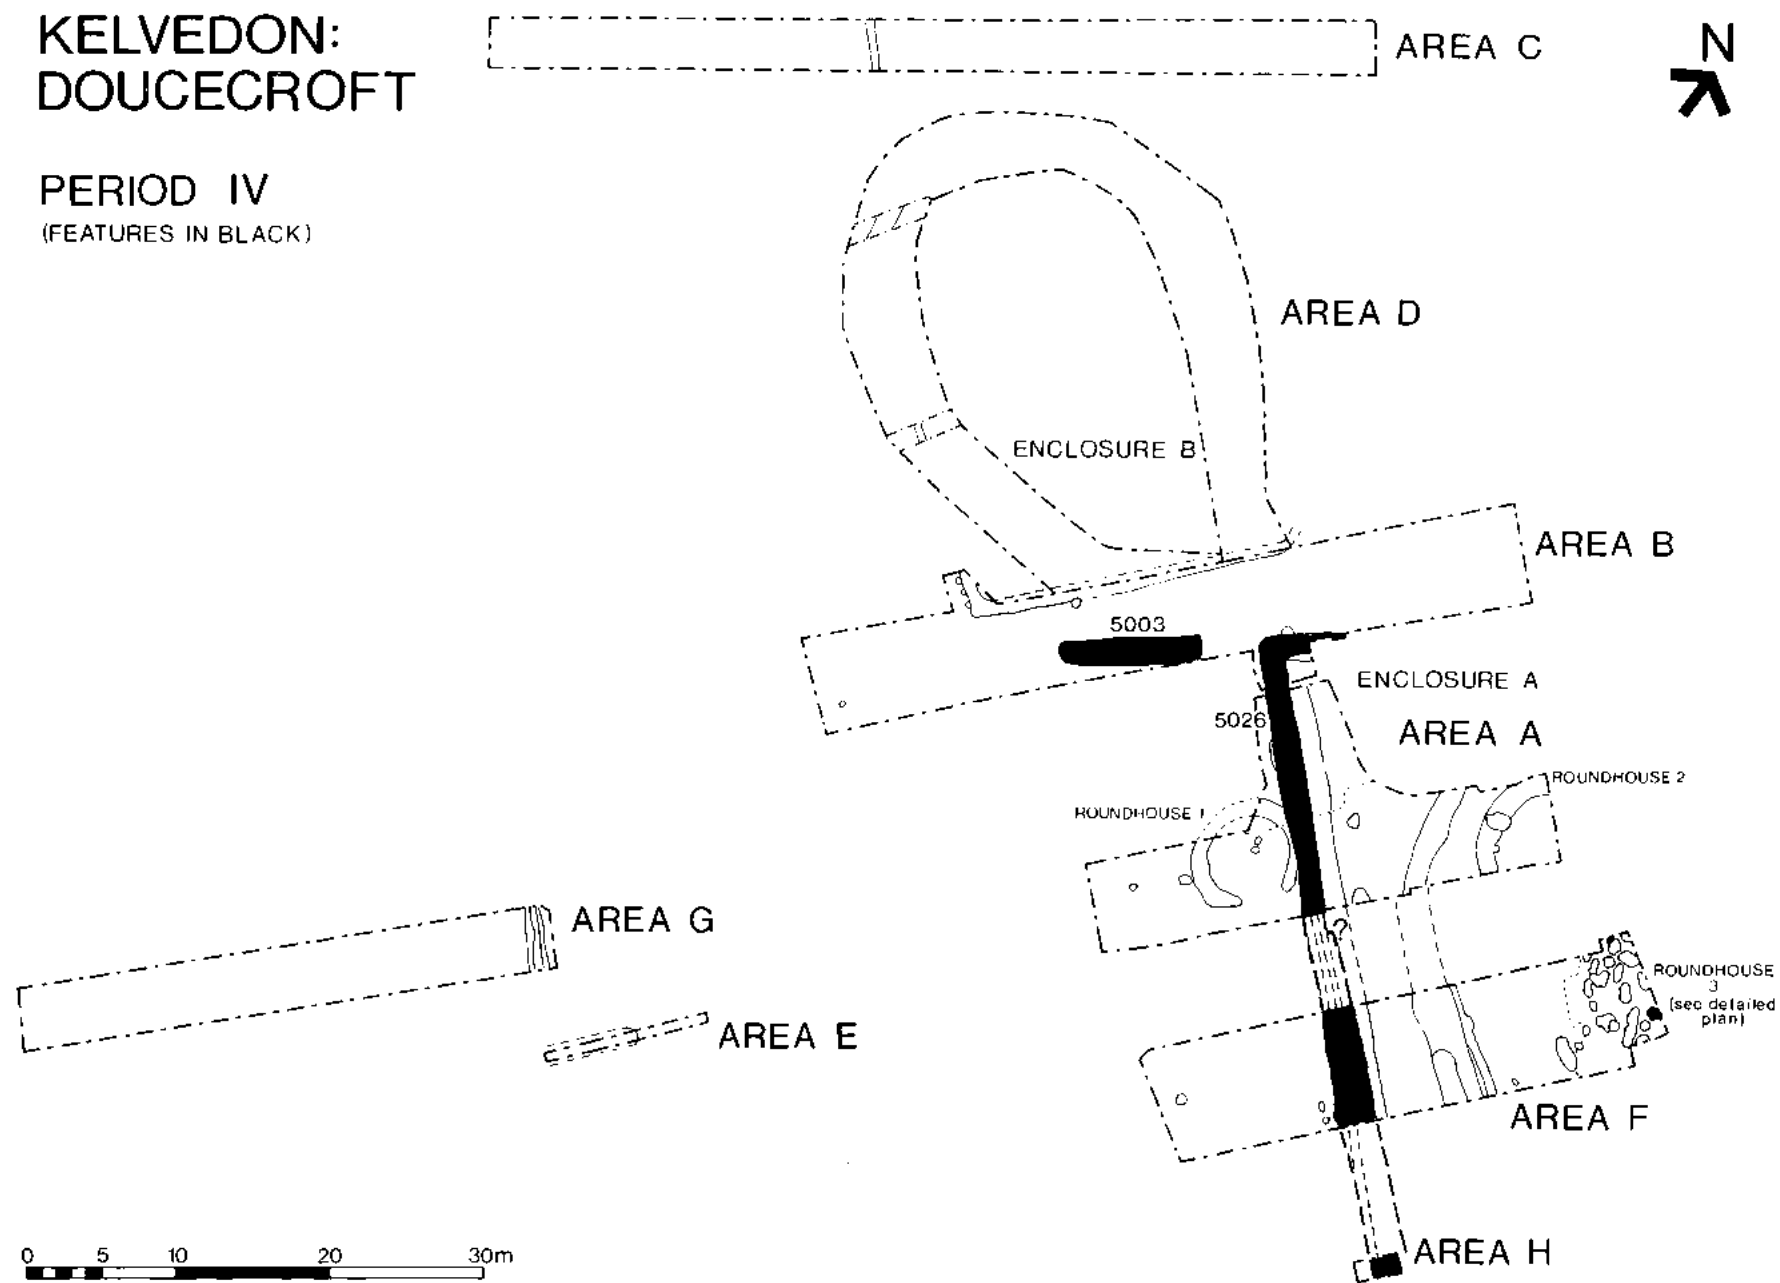 KELVEDON:
DOUCECROFT
PERIOD IV
(FEATURES IN BLACK)
AREA C
N
AREA D
ENCLOSURE B
AREA B
5003
ENCLOSURE A
5026
AREA A
ROUNDHOUSE 1
ROUNDHOUSE 2
?
AREA G
ROUNDHOUSE
3
(see detailed
plan)
AREA E
AREA F
AREA H
0 5 10 20 30m